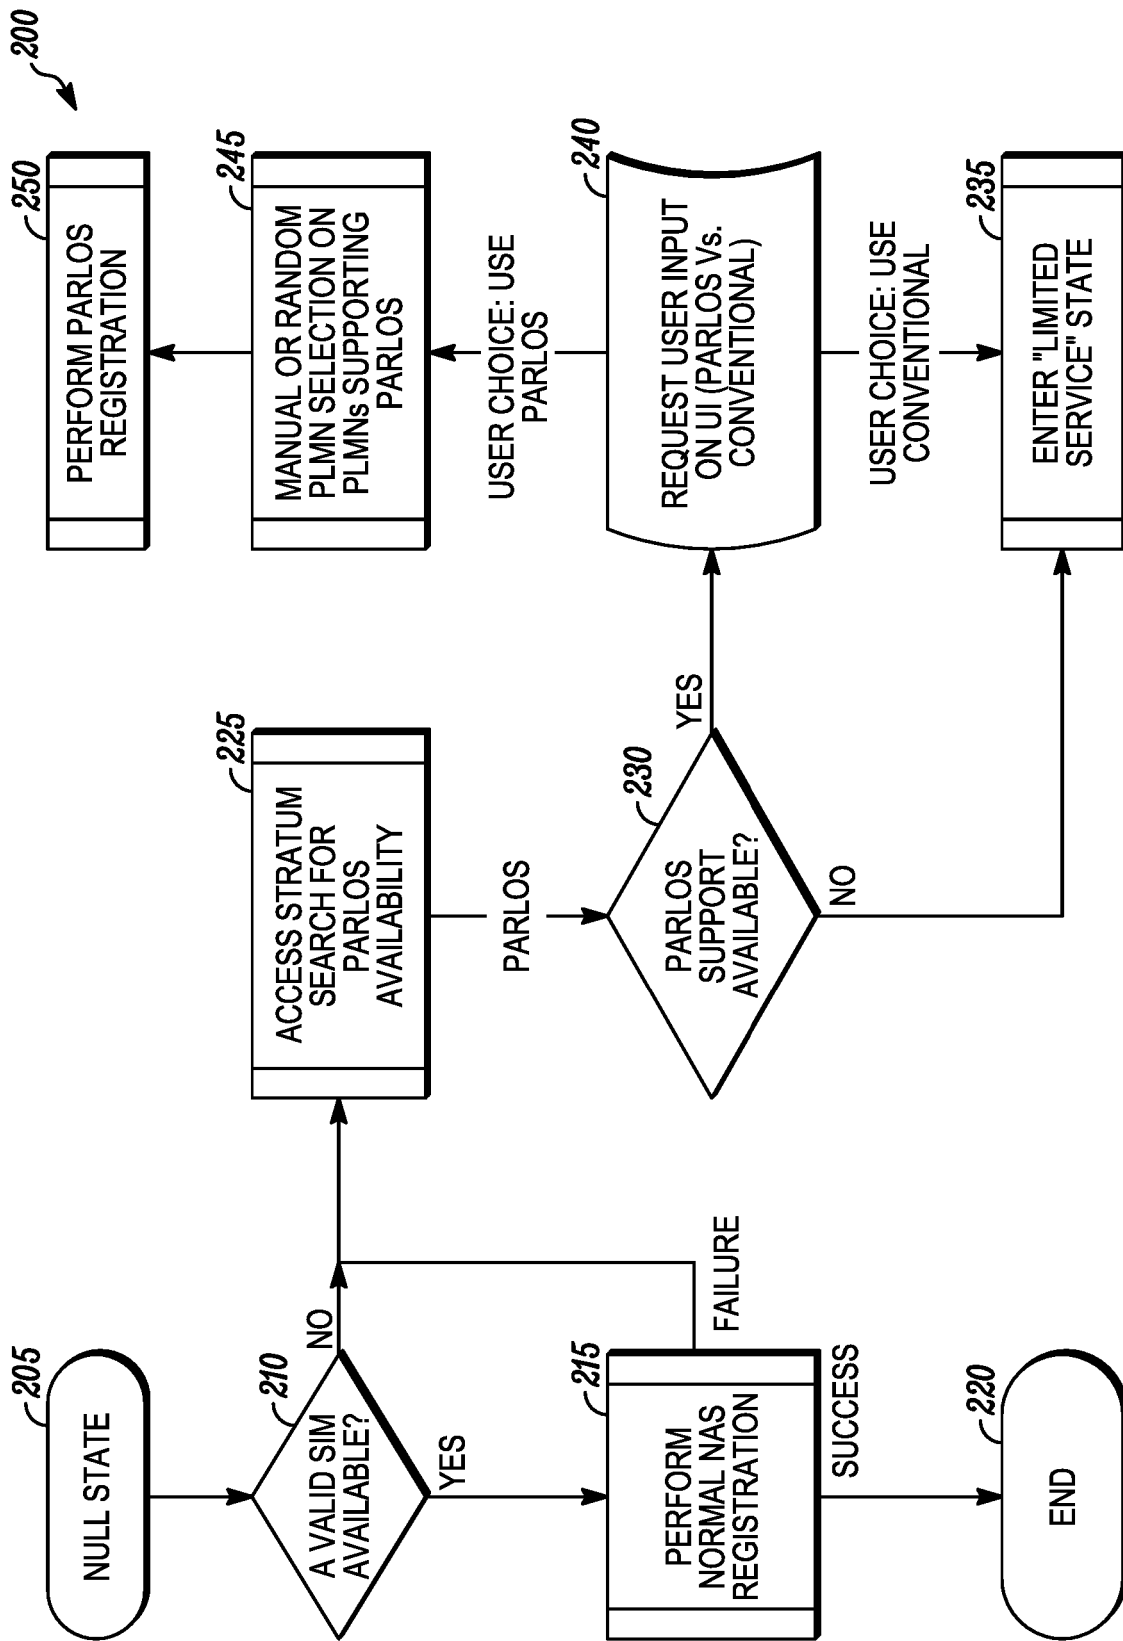 200
205
NULL STATE
210
A VALID SIM
AVAILABLE?
NO
YES
215
PERFORM
NORMAL NAS
REGISTRATION
FAILURE
SUCCESS
220
END
225
ACCESS STRATUM
SEARCH FOR
PARLOS
AVAILABILITY
PARLOS
230
PARLOS
SUPPORT
AVAILABLE?
YES
NO
250
PERFORM PARLOS
REGISTRATION
245
MANUAL OR RANDOM
PLMN SELECTION ON
PLMNs SUPPORTING
PARLOS
USER CHOICE: USE
PARLOS
240
REQUEST USER INPUT
ON UI (PARLOS Vs.
CONVENTIONAL)
USER CHOICE: USE
CONVENTIONAL
235
ENTER "LIMITED
SERVICE" STATE